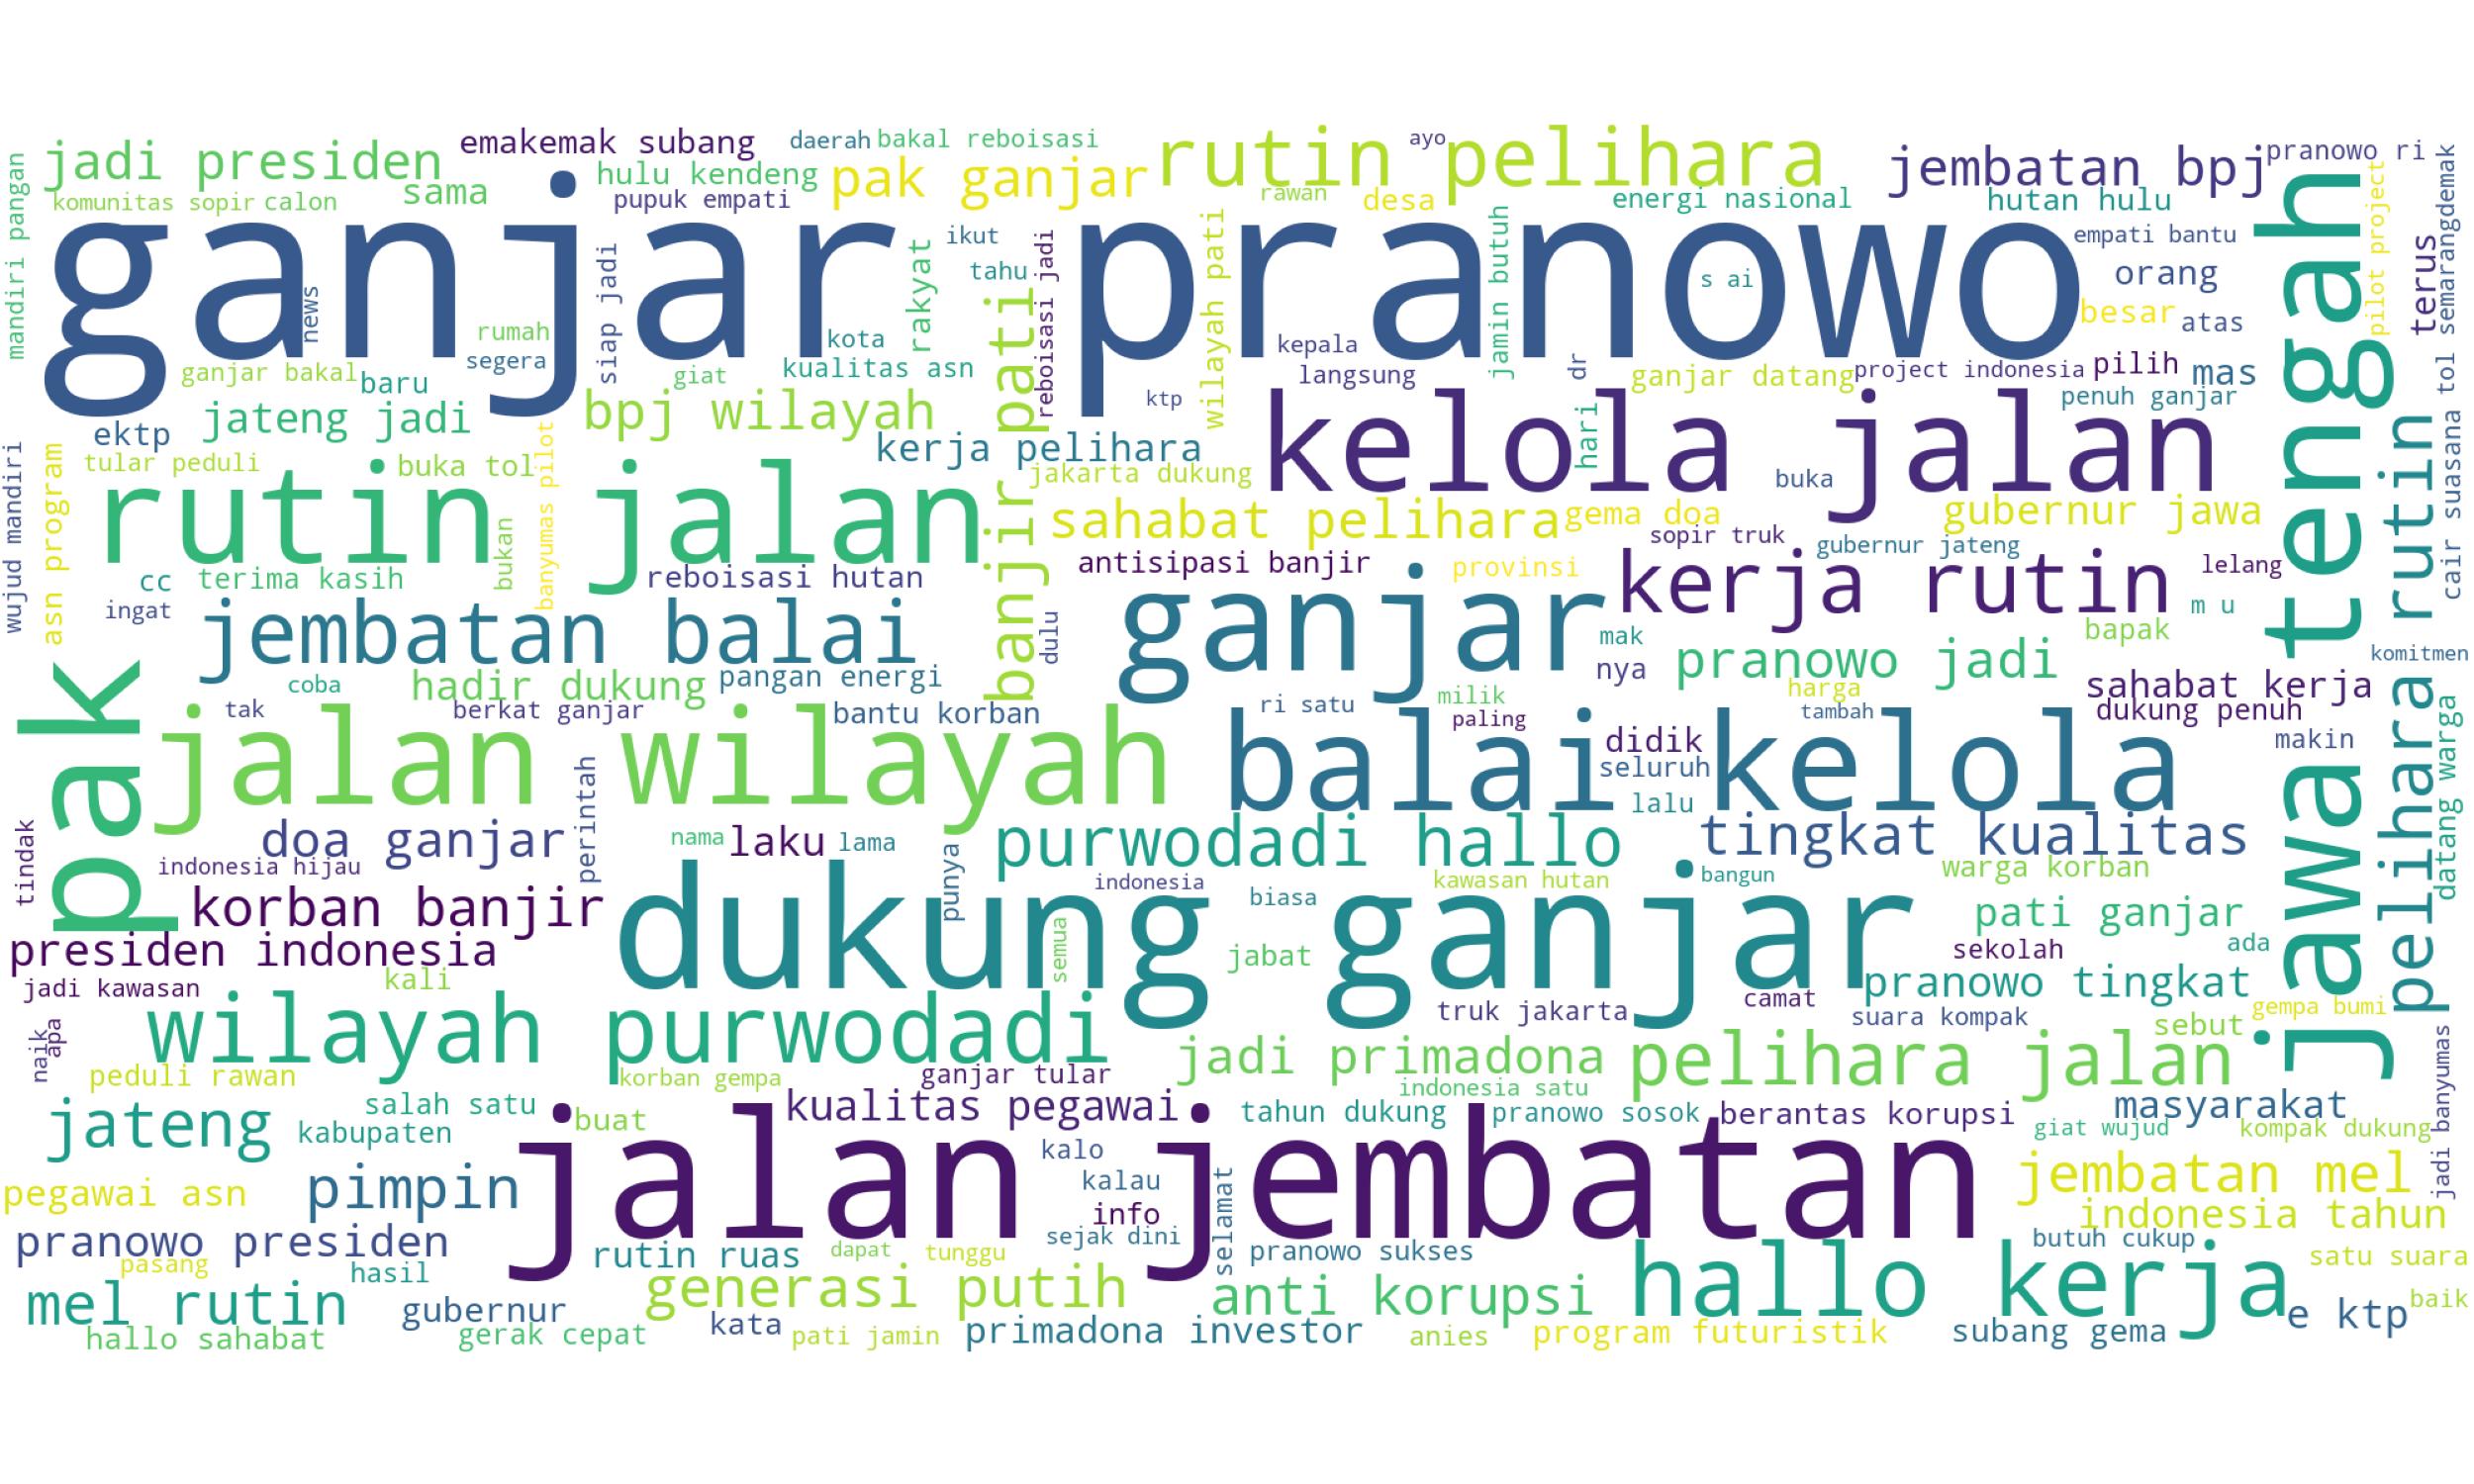 jadi presiden
emakemak subang
daerah
bakal reboisasi
rutin pelihara
ayo
jembatan bpj
pranowo ri
mandiri pangan
komunitas sopir
calon
sama
hulu kendeng
pupuk empati
pak ganjar
rawan
desa
energi nasional
hutan hulu
pilot project
semarangdemak
ganjar pranowo
news
rumah
segera
siap jadi
kota
rakyat
ikut
tahu
reboisasi jadi
wilayah pati
kepala
langsung
jamin butuh
dr
s ai
empati bantu
orang
besar
atas
terus
jawa tengah
ganjar bakal
baru
giat
kualitas asn
ktp
ganjar datang
project indonesia
pilih
mas
penuh ganjar
ektp
jateng jadi
bpj wilayah
kerja pelihara
banjir pati
kelola jalan
hari
buka
tol
wujud mandiri
asn program
tular peduli
buka tol
banyumas pilot
jakarta dukung
rutin jalan
bukan
sahabat pelihara
gema doa
gubernur jawa
sopir truk
gubernur jateng
cair suasana
pelihara rutin
cc
terima kasih
reboisasi hutan
antisipasi banjir
provinsi
kerja rutin
lelang
ingat
jembatan balai
dulu
ganjar
m u
bapak
mak
nya
pranowo jadi
komitmen
pak
coba
hadir dukung
pangan energi
ri satu
milik
harga
sahabat kerja
tak
berkat ganjar
bantu korban
paling
tambah
dukung penuh
jalan wilayah
balai
didik
seluruh
lalu
kelola
makin
datang warga
perintah
tindak
doa ganjar
nama
laku
lama
purwodadi hallo
tingkat kualitas
indonesia hijau
punya
indonesia
kawasan hutan
bangun
warga korban
korban banjir
dukung ganjar
biasa
pati ganjar
presiden indonesia
semua
jabat
sekolah
ada
jadi kawasan
kali
truk jakarta
camat
pranowo tingkat
gempa bumi
naik
apa
wilayah purwodadi
suara kompak
sebut
peduli rawan
korban gempa
ganjar tular
jadi primadona
pelihara jalan
indonesia satu
jateng
salah satu
kabupaten
buat
kualitas pegawai
tahun dukung
pranowo sosok
berantas korupsi
masyarakat
giat wujud
kompak dukung
jadi banyumas
jalan jembatan
kalo
pegawai asn
pimpin
kalau
info
jembatan mel
indonesia tahun
pranowo presiden
rutin ruas
dapat
tunggu
sejak dini
selamat
pranowo sukses
butuh cukup
satu suara
pasang
hasil
mel rutin
gubernur
generasi putih
anti korupsi
hallo kerja
e ktp
baik
hallo sahabat
gerak cepat
kata
pati jamin
primadona investor
anies
program futuristik
subang gema